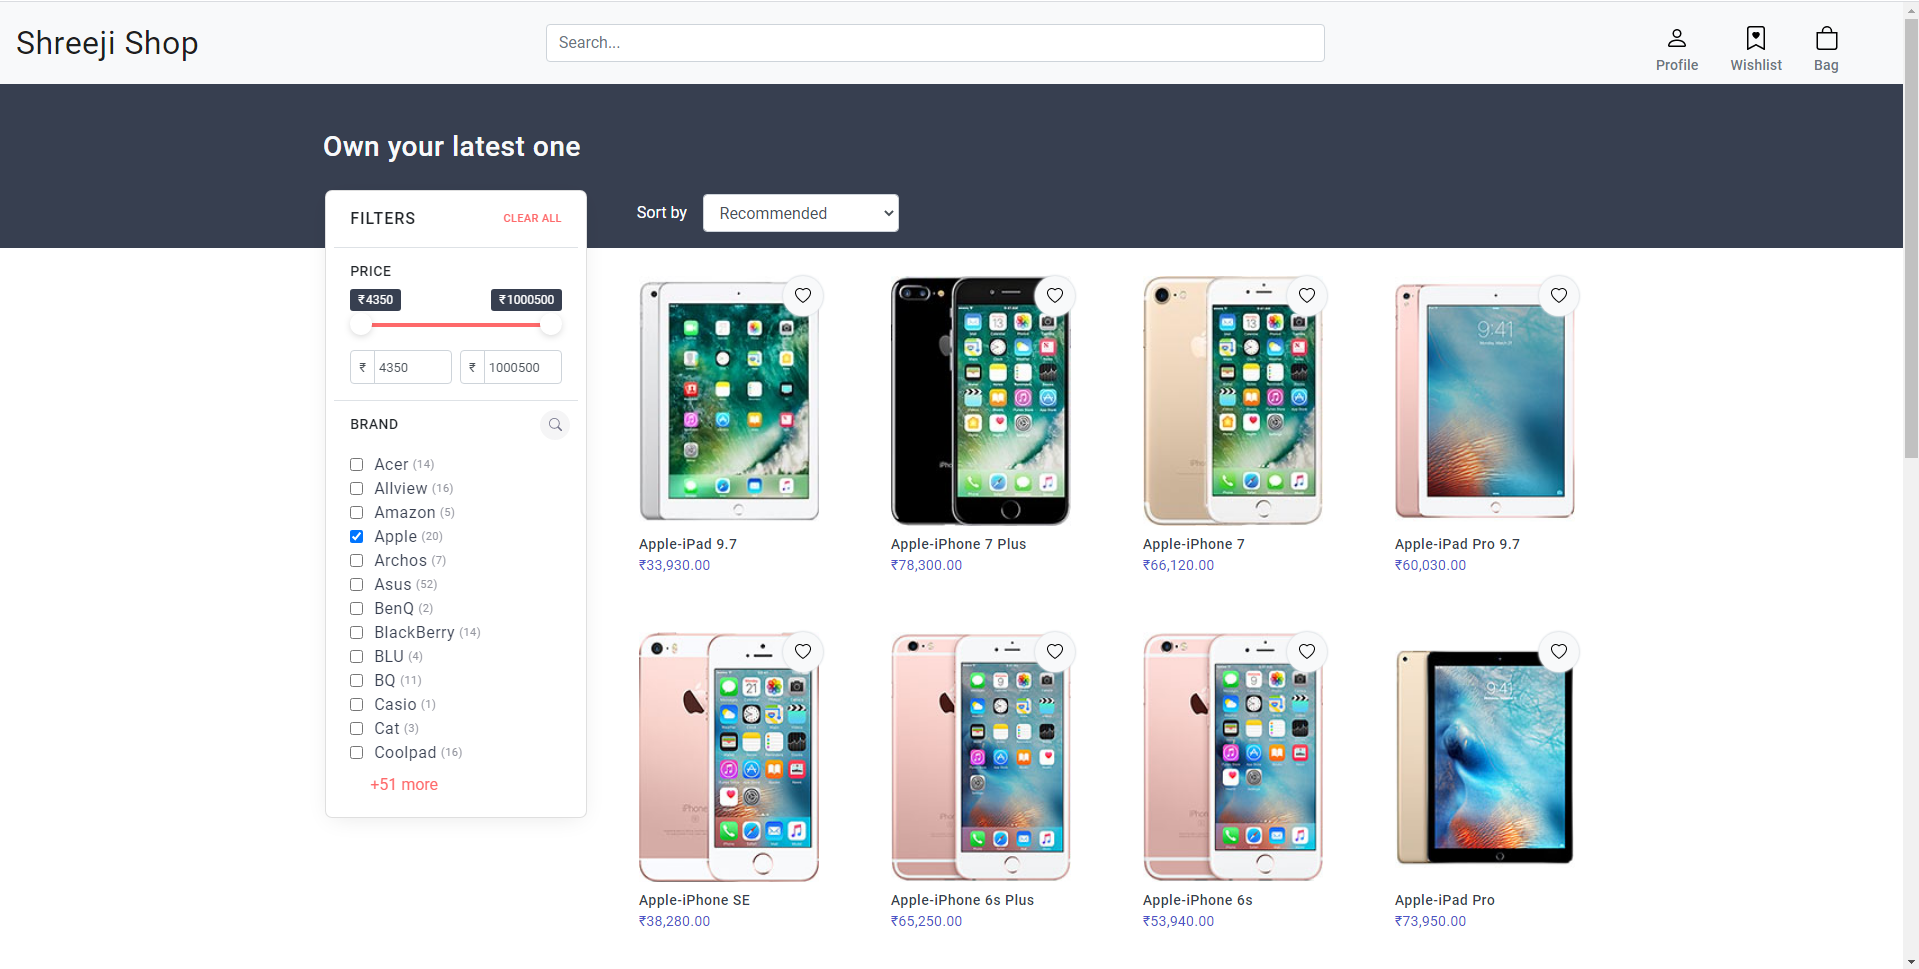 Shreeji Shop
Search...
Profile
Wishlist
Bag
Own your latest one
FILTERS
CLEAR ALL
Sort by
Recommended
PRICE
₹4350
₹1000500
₹ 4350
₹ 1000500
BRAND
Acer (14)
Allview (16)
Amazon (5)
Apple (20)
Archos (7)
Asus (52)
BenQ (2)
BlackBerry (14)
BLU (4)
BQ (11)
Casio (1)
Cat (3)
Coolpad (16)
+51 more
9:41
Apple-iPad 9.7
₹33,930.00
Apple-iPhone 7 Plus
₹78,300.00
Apple-iPhone 7
₹66,120.00
Apple-iPad Pro 9.7
₹60,030.00
iPhone
9:41
Apple-iPhone SE
₹38,280.00
Apple-iPhone 6s Plus
₹65,250.00
Apple-iPhone 6s
₹53,940.00
Apple-iPad Pro
₹73,950.00